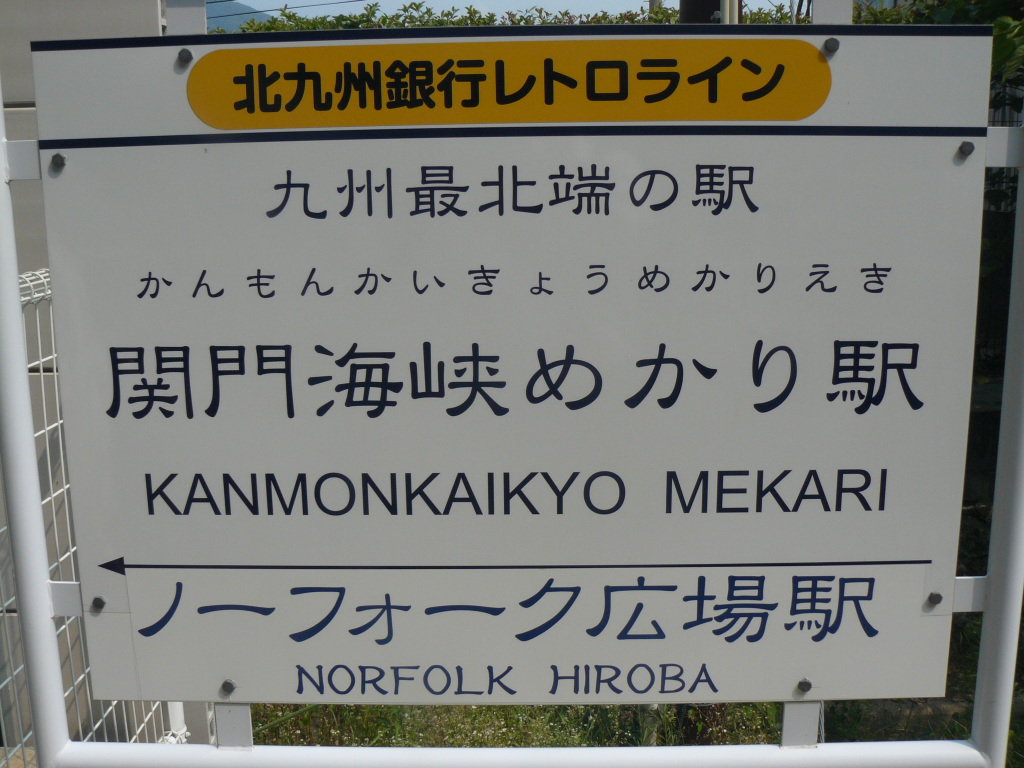 北九州銀行レトロライン
九州最北端の駅
かんもんかいきょうめかりえき
関門海峡めかり駅
KANMONKAIKYO MEKARI
ノーフォーク広場駅
NORFOLK HIROBA